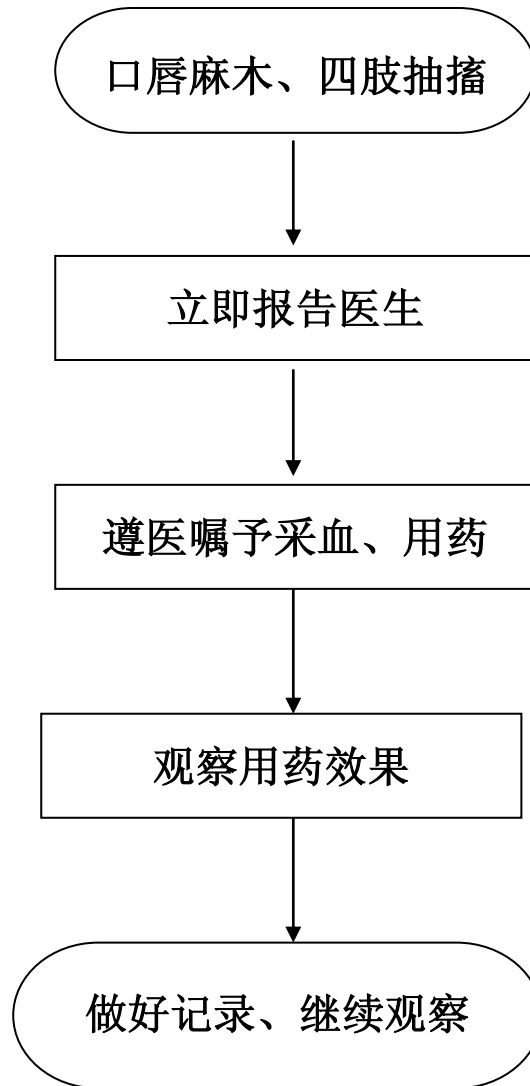 口唇麻木、四肢抽搐
立即报告医生
遵医嘱予采血、用药
观察用药效果
做好记录、继续观察